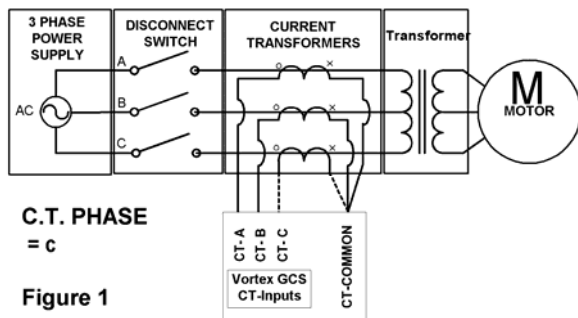 3 PHASE
POWER
SUPPLY
DISCONNECT
SWITCH
CURRENT
TRANSFORMERS
Transformer
A
B
C
AC
o
x
o
x
o
x
M
MOTOR
C.T. PHASE
= c
CT- A
CT- B
CT- C
CT-COMMON
Vortex GCS
CT-Inputs
Figure 1